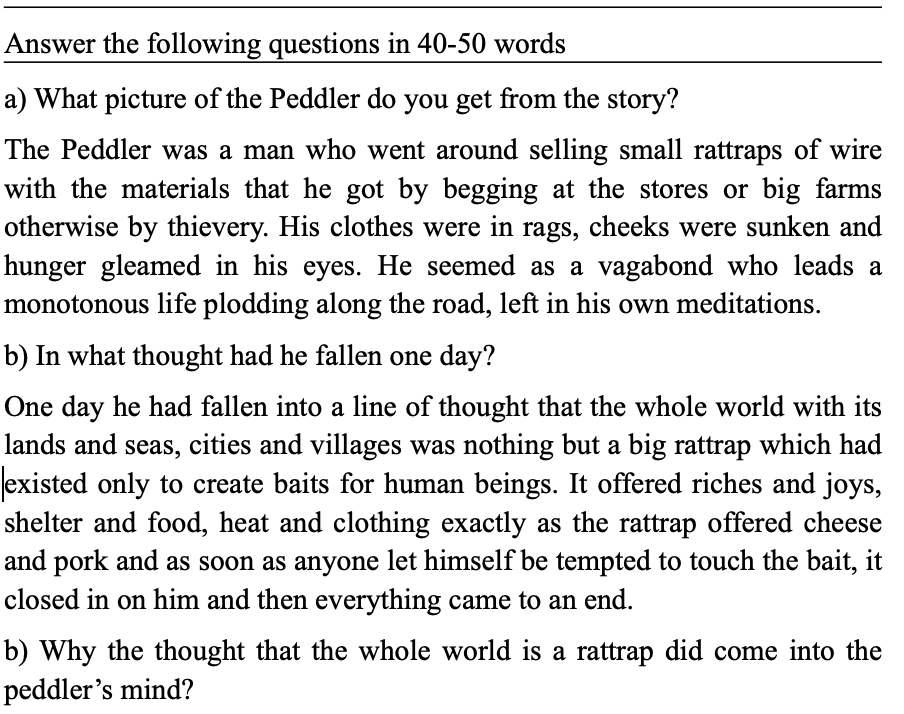 Answer the following questions in 40-50 words
a) What picture of the Peddler do you get from the story?
The Peddler was a man who went around selling small rattraps of wire
with the materials that he got by begging at the stores or big farms
otherwise by thievery. His clothes were in rags, cheeks were sunken and
hunger gleamed in his eyes. He seemed as a vagabond who leads a
monotonous life plodding along the road, left in his own meditations.
b) In what thought had he fallen one day?
One day he had fallen into a line of thought that the whole world with its
lands and seas, cities and villages was nothing but a big rattrap which had
existed only to create baits for human beings. It offered riches and joys,
shelter and food, heat and clothing exactly as the rattrap offered cheese
and pork and as soon as anyone let himself be tempted to touch the bait, it
closed in on him and then everything came to an end.
b) Why the thought that the whole world is a rattrap did come into the
peddler’s mind?